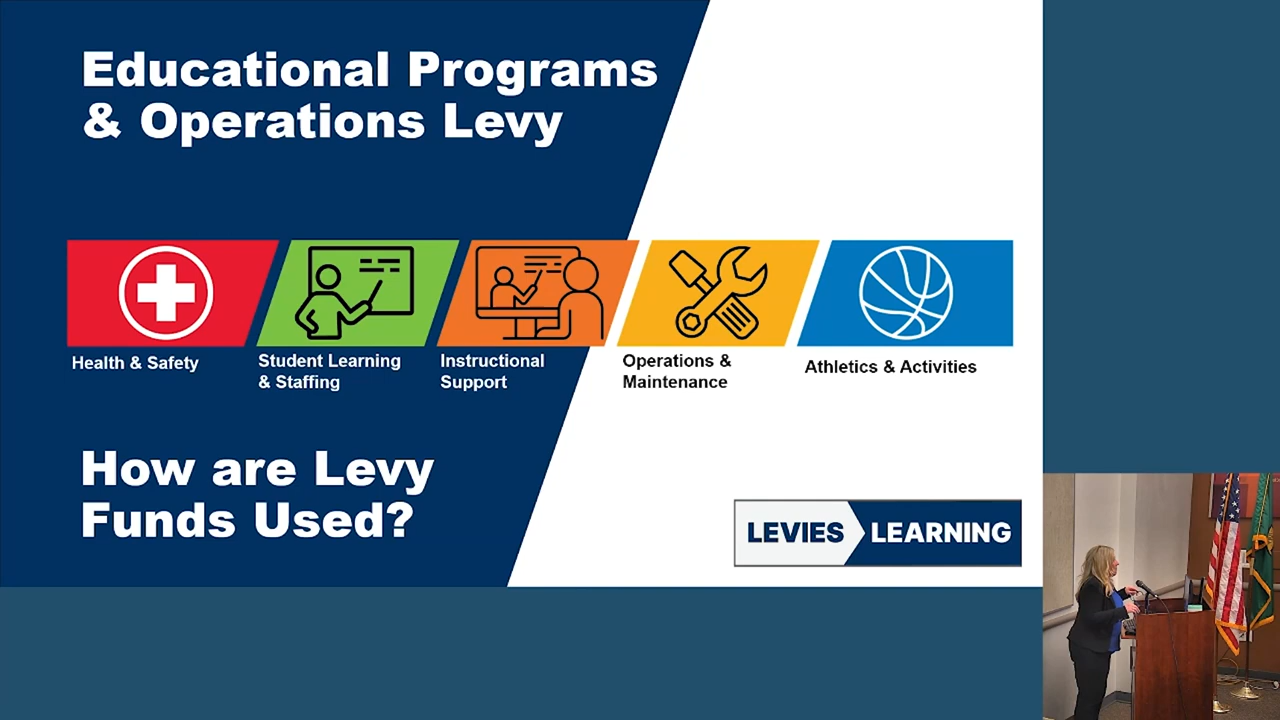 Educational Programs
& Operations Levy
Health & Safety
Student Learning
& Staffing
Instructional
Support
Operations &
Maintenance
Athletics & Activities
How are Levy
Funds Used?
LEVIES LEARNING